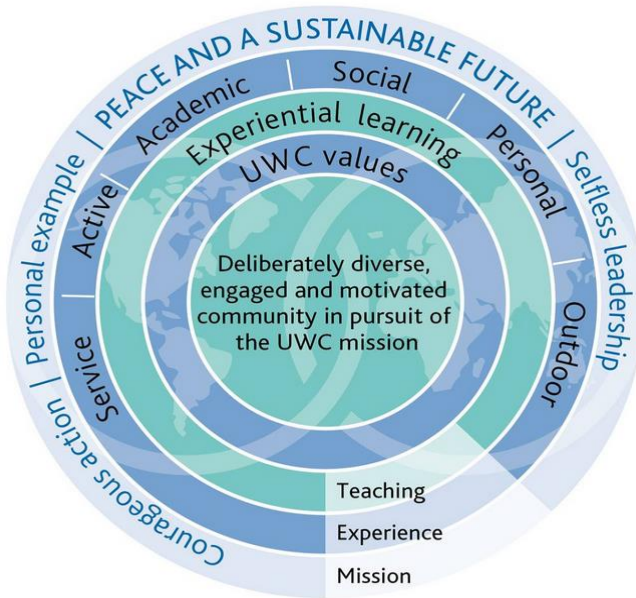 Courageous action | Personal example | PEACE AND A SUSTAINABLE FUTURE | Selfless leadership
Service
Active
Academic
Social
Personal
Outdoor
Experiential learning
UWC values
Deliberately diverse,
engaged and motivated
community in pursuit of
the UWC mission
Teaching
Experience
Mission